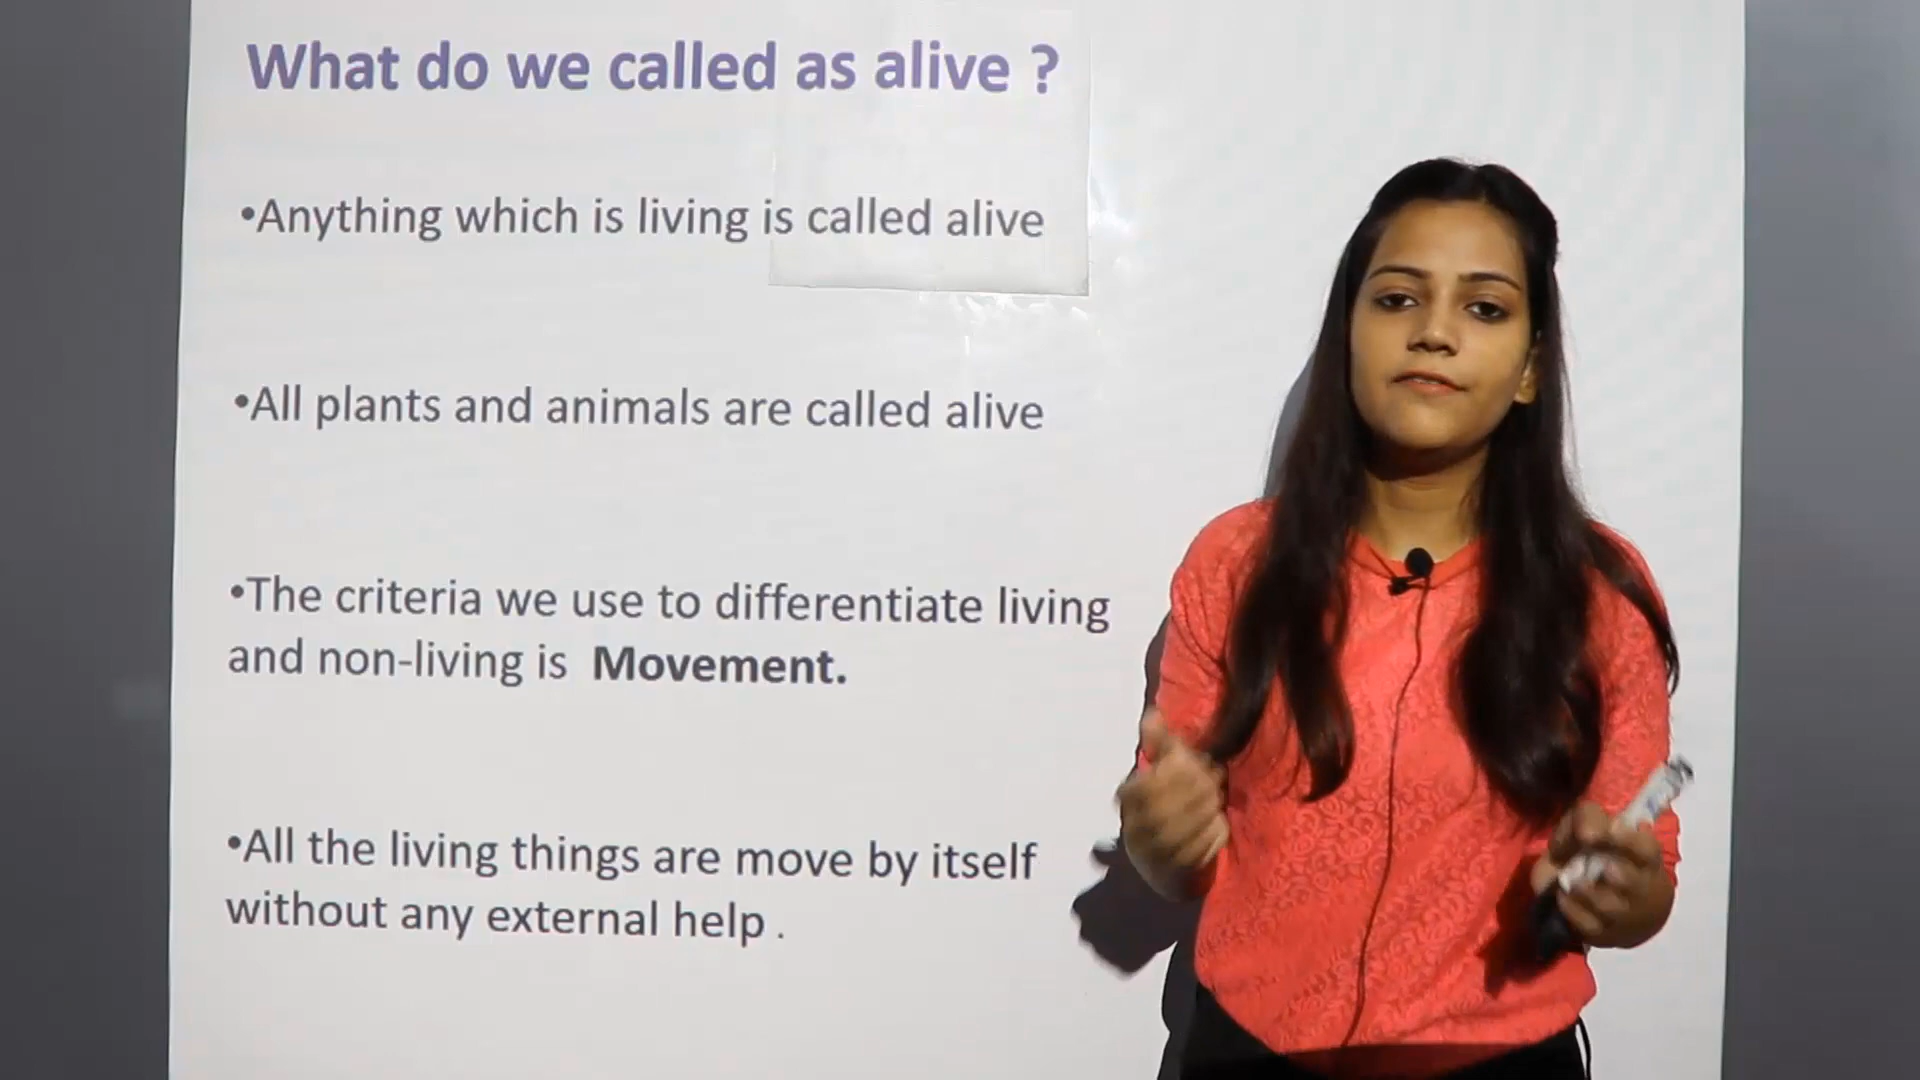 What do we called as alive ?
•Anything which is living is called alive
•All plants and animals are called alive
•The criteria we use to differentiate living
and non-living is Movement.
•All the living things are move by itself
without any external help .